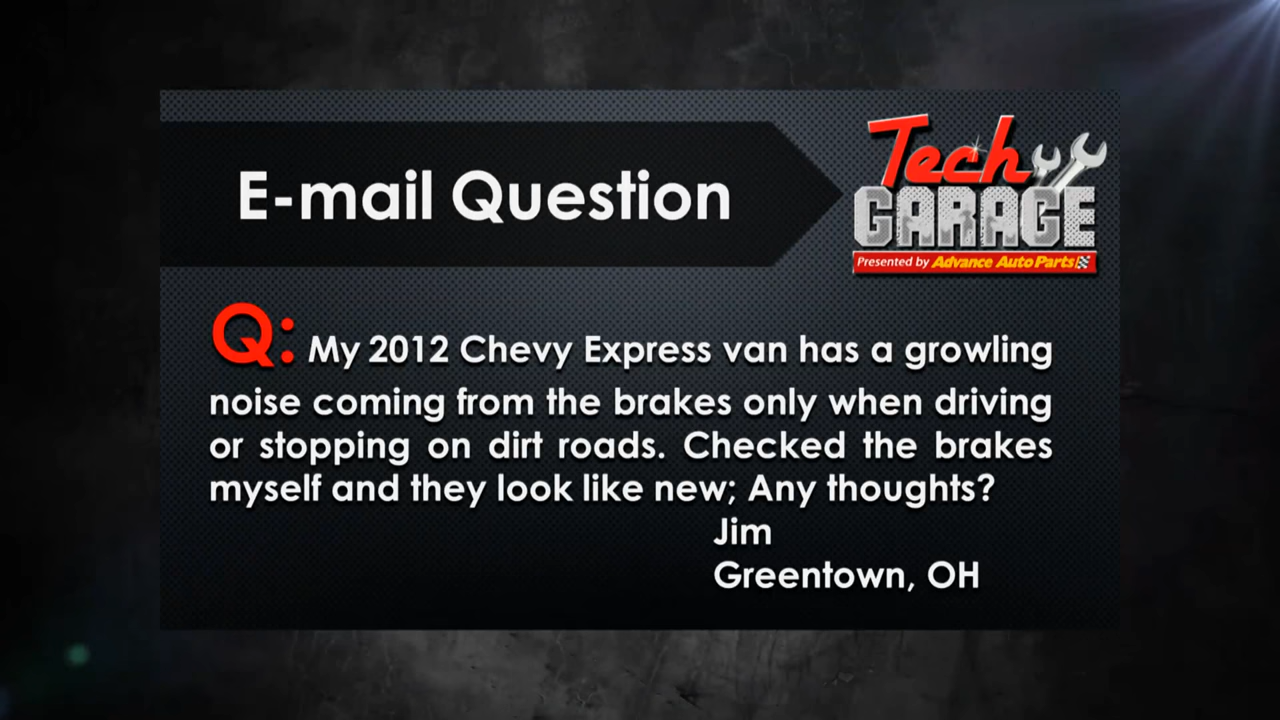 E-mail Question
Tech
GARAGE
Presented by Advance Auto Parts
Q: My 2012 Chevy Express van has a growling
noise coming from the brakes only when driving
or stopping on dirt roads. Checked the brakes
myself and they look like new; Any thoughts?
Jim
Greentown, OH